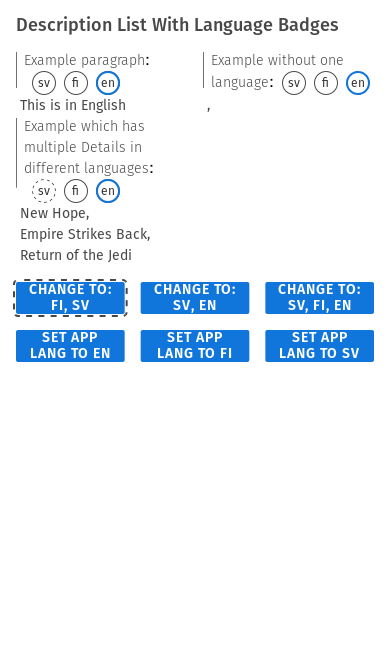 Description List With Language Badges
Example paragraph:
sv fi en
This is in English
Example without one
language: sv fi en
,
Example which has
multiple Details in
different languages:
sv fi en
New Hope,
Empire Strikes Back,
Return of the Jedi
CHANGE TO:
FI, SV
CHANGE TO:
SV, EN
CHANGE TO:
SV, FI, EN
SET APP
LANG TO EN
SET APP
LANG TO FI
SET APP
LANG TO SV